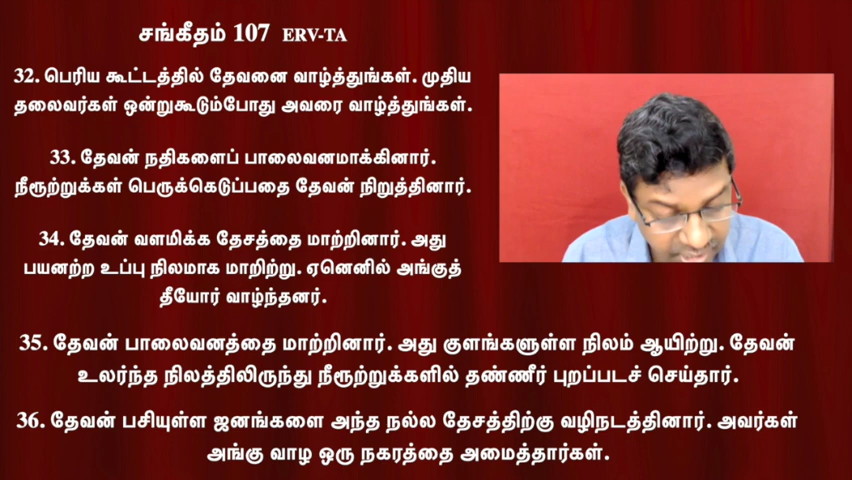 சங்கீதம் 107 ERV-TA
32. பெரிய கூட்டத்தில் தேவனை வாழ்த்துங்கள். முதிய
தலைவர்கள் ஒன்றுகூடும்போது அவரை வாழ்த்துங்கள்.
33. தேவன் நதிகளைப் பாலைவனமாக்கினார்.
நீரூற்றுக்கள் பெருக்கெடுப்பதை தேவன் நிறுத்தினார்.
34. தேவன் வளமிக்க தேசத்தை மாற்றினார். அது
பயனற்ற உப்பு நிலமாக மாறிற்று. ஏனெனில் அங்குத்
தீயோர் வாழ்ந்தனர்.
35. தேவன் பாலைவனத்தை மாற்றினார். அது குளங்களுள்ள நிலம் ஆயிற்று. தேவன்
உலர்ந்த நிலத்திலிருந்து நீரூற்றுக்களில் தண்ணீர் புறப்படச் செய்தார்.
36. தேவன் பசியுள்ள ஜனங்களை அந்த நல்ல தேசத்திற்கு வழிநடத்தினார். அவர்கள்
அங்கு வாழ ஒரு நகரத்தை அமைத்தார்கள்.